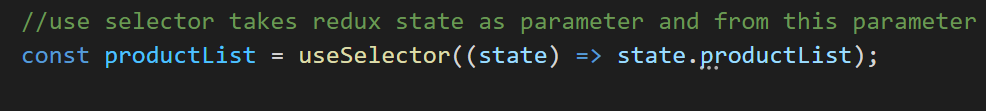 //use selector takes redux state as parameter and from this parameter
const productList = useSelector((state) => state.productList);